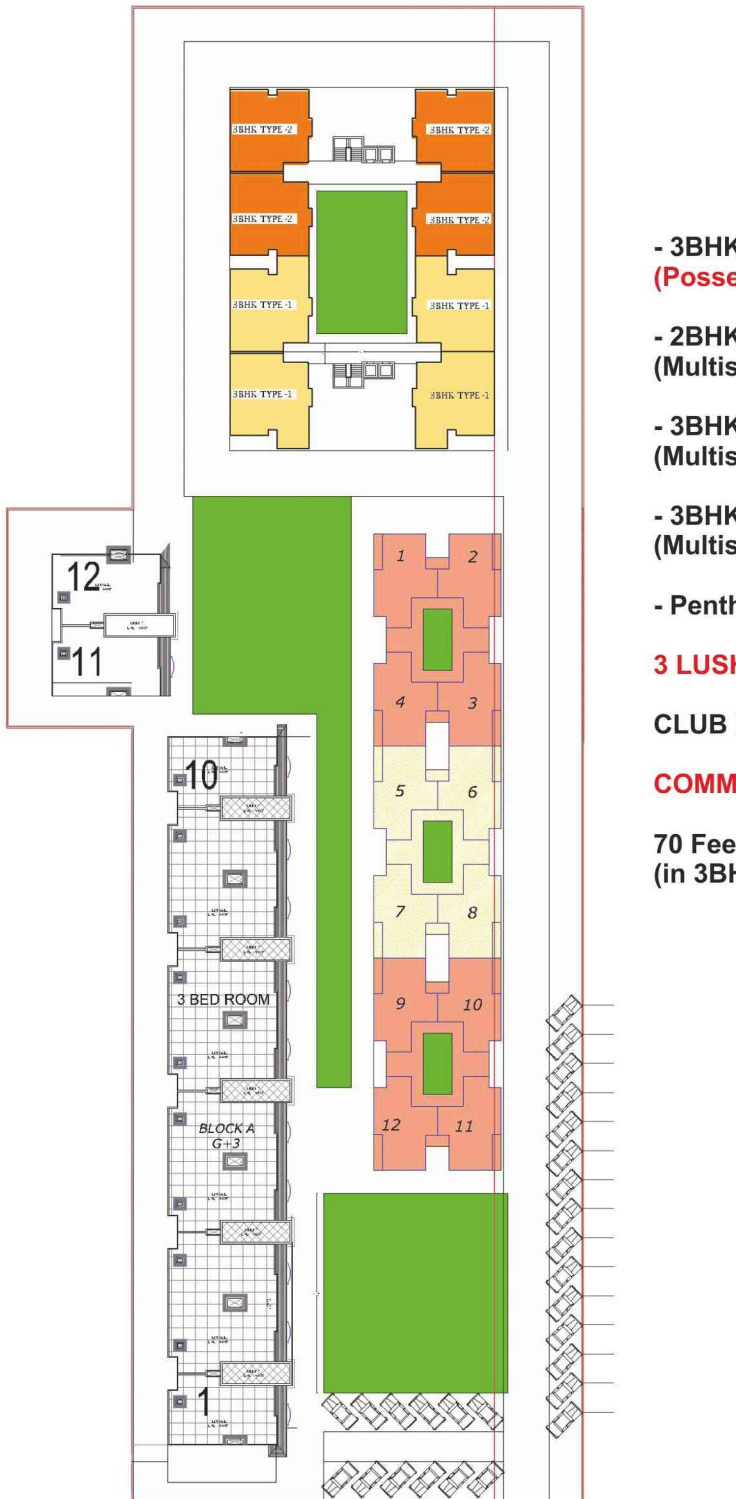 3BHK TYPE -2
3BHK TYPE -2
3BHK TYPE -2
3BHK TYPE -2
3BHK TYPE -1
3BHK TYPE -1
3BHK TYPE -1
3BHK TYPE -1
12
11
10
3 BED ROOM
BLOCK A
G+3
1
1
2
4
3
5
6
7
8
9
10
12
11
- 3BHK
(Posse
- 2BHK
(Multis
- 3BHK
(Multis
- 3BHK
(Multis
- Penth
3 LUSH
CLUB
COMM
70 Fee
(in 3BH